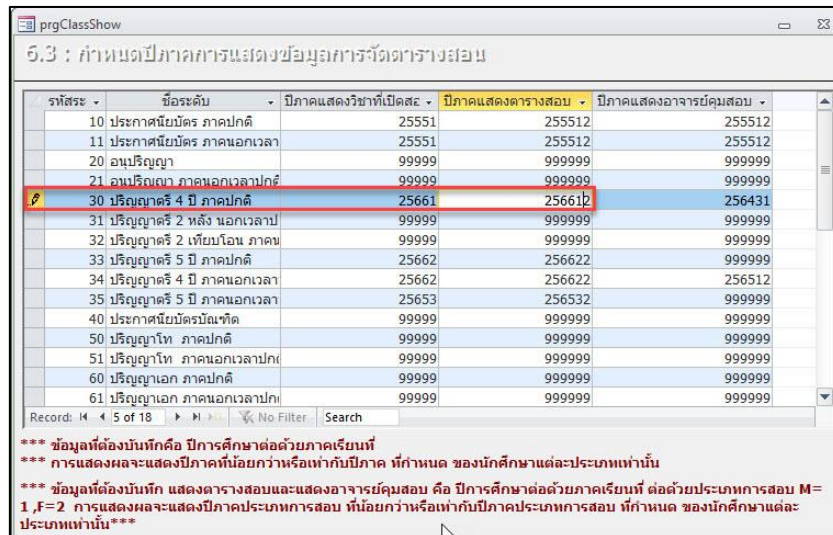 prgClassShow
6.3 : กำหนดปีภาคการแสดงข้อมูลการจัดตารางสอน
รหัสระ ชื่อระดับ ปีภาคแสดงวิชาที่เปิดสอ ปีภาคแสดงตารางสอบ ปีภาคแสดงอาจารย์คุมสอบ
10 ประกาศนียบัตร ภาคปกติ 25551 255512 255512
11 ประกาศนียบัตร ภาคนอกเวลา 25551 255512 255512
20 อนุปริญญา 99999 999999 999999
21 อนุปริญญา ภาคนอกเวลาปกติ 99999 999999 999999
30 ปริญญาตรี 4 ปี ภาคปกติ 25661 256612 256431
31 ปริญญาตรี 2 หลัง นอกเวลาป 99999 999999 999999
32 ปริญญาตรี 2 เทียบโอน ภาคน 99999 999999 999999
33 ปริญญาตรี 5 ปี ภาคปกติ 25662 256622 999999
34 ปริญญาตรี 4 ปี ภาคนอกเวลา 25662 256622 256512
35 ปริญญาตรี 5 ปี ภาคนอกเวลา 25653 256532 999999
40 ประกาศนียบัตรบัณฑิต 99999 999999 999999
50 ปริญญาโท ภาคปกติ 99999 999999 999999
51 ปริญญาโท ภาคนอกเวลาปกติ 99999 999999 999999
60 ปริญญาเอก ภาคปกติ 99999 999999 999999
61 ปริญญาเอก ภาคนอกเวลาปก 99999 999999 999999
Record: 5 of 18 No Filter Search
*** ข้อมูลที่ต้องบันทึกคือ ปีการศึกษาต่อด้วยภาคเรียนที่
*** การแสดงผลจะแสดงปีภาคที่น้อยกว่าหรือเท่ากับปีภาค ที่กำหนด ของนักศึกษาแต่ละประเภทเท่านั้น
*** ข้อมูลที่ต้องบันทึก แสดงตารางสอบและแสดงอาจารย์คุมสอบ คือ ปีการศึกษาต่อด้วยภาคเรียนที่ ต่อด้วยประเภทการสอบ M=
1 ,F=2 การแสดงผลจะแสดงปีภาคประเภทการสอบ ที่น้อยกว่าหรือเท่ากับปีภาคประเภทการสอบ ที่กำหนด ของนักศึกษาแต่ละ
ประเภทเท่านั้น***